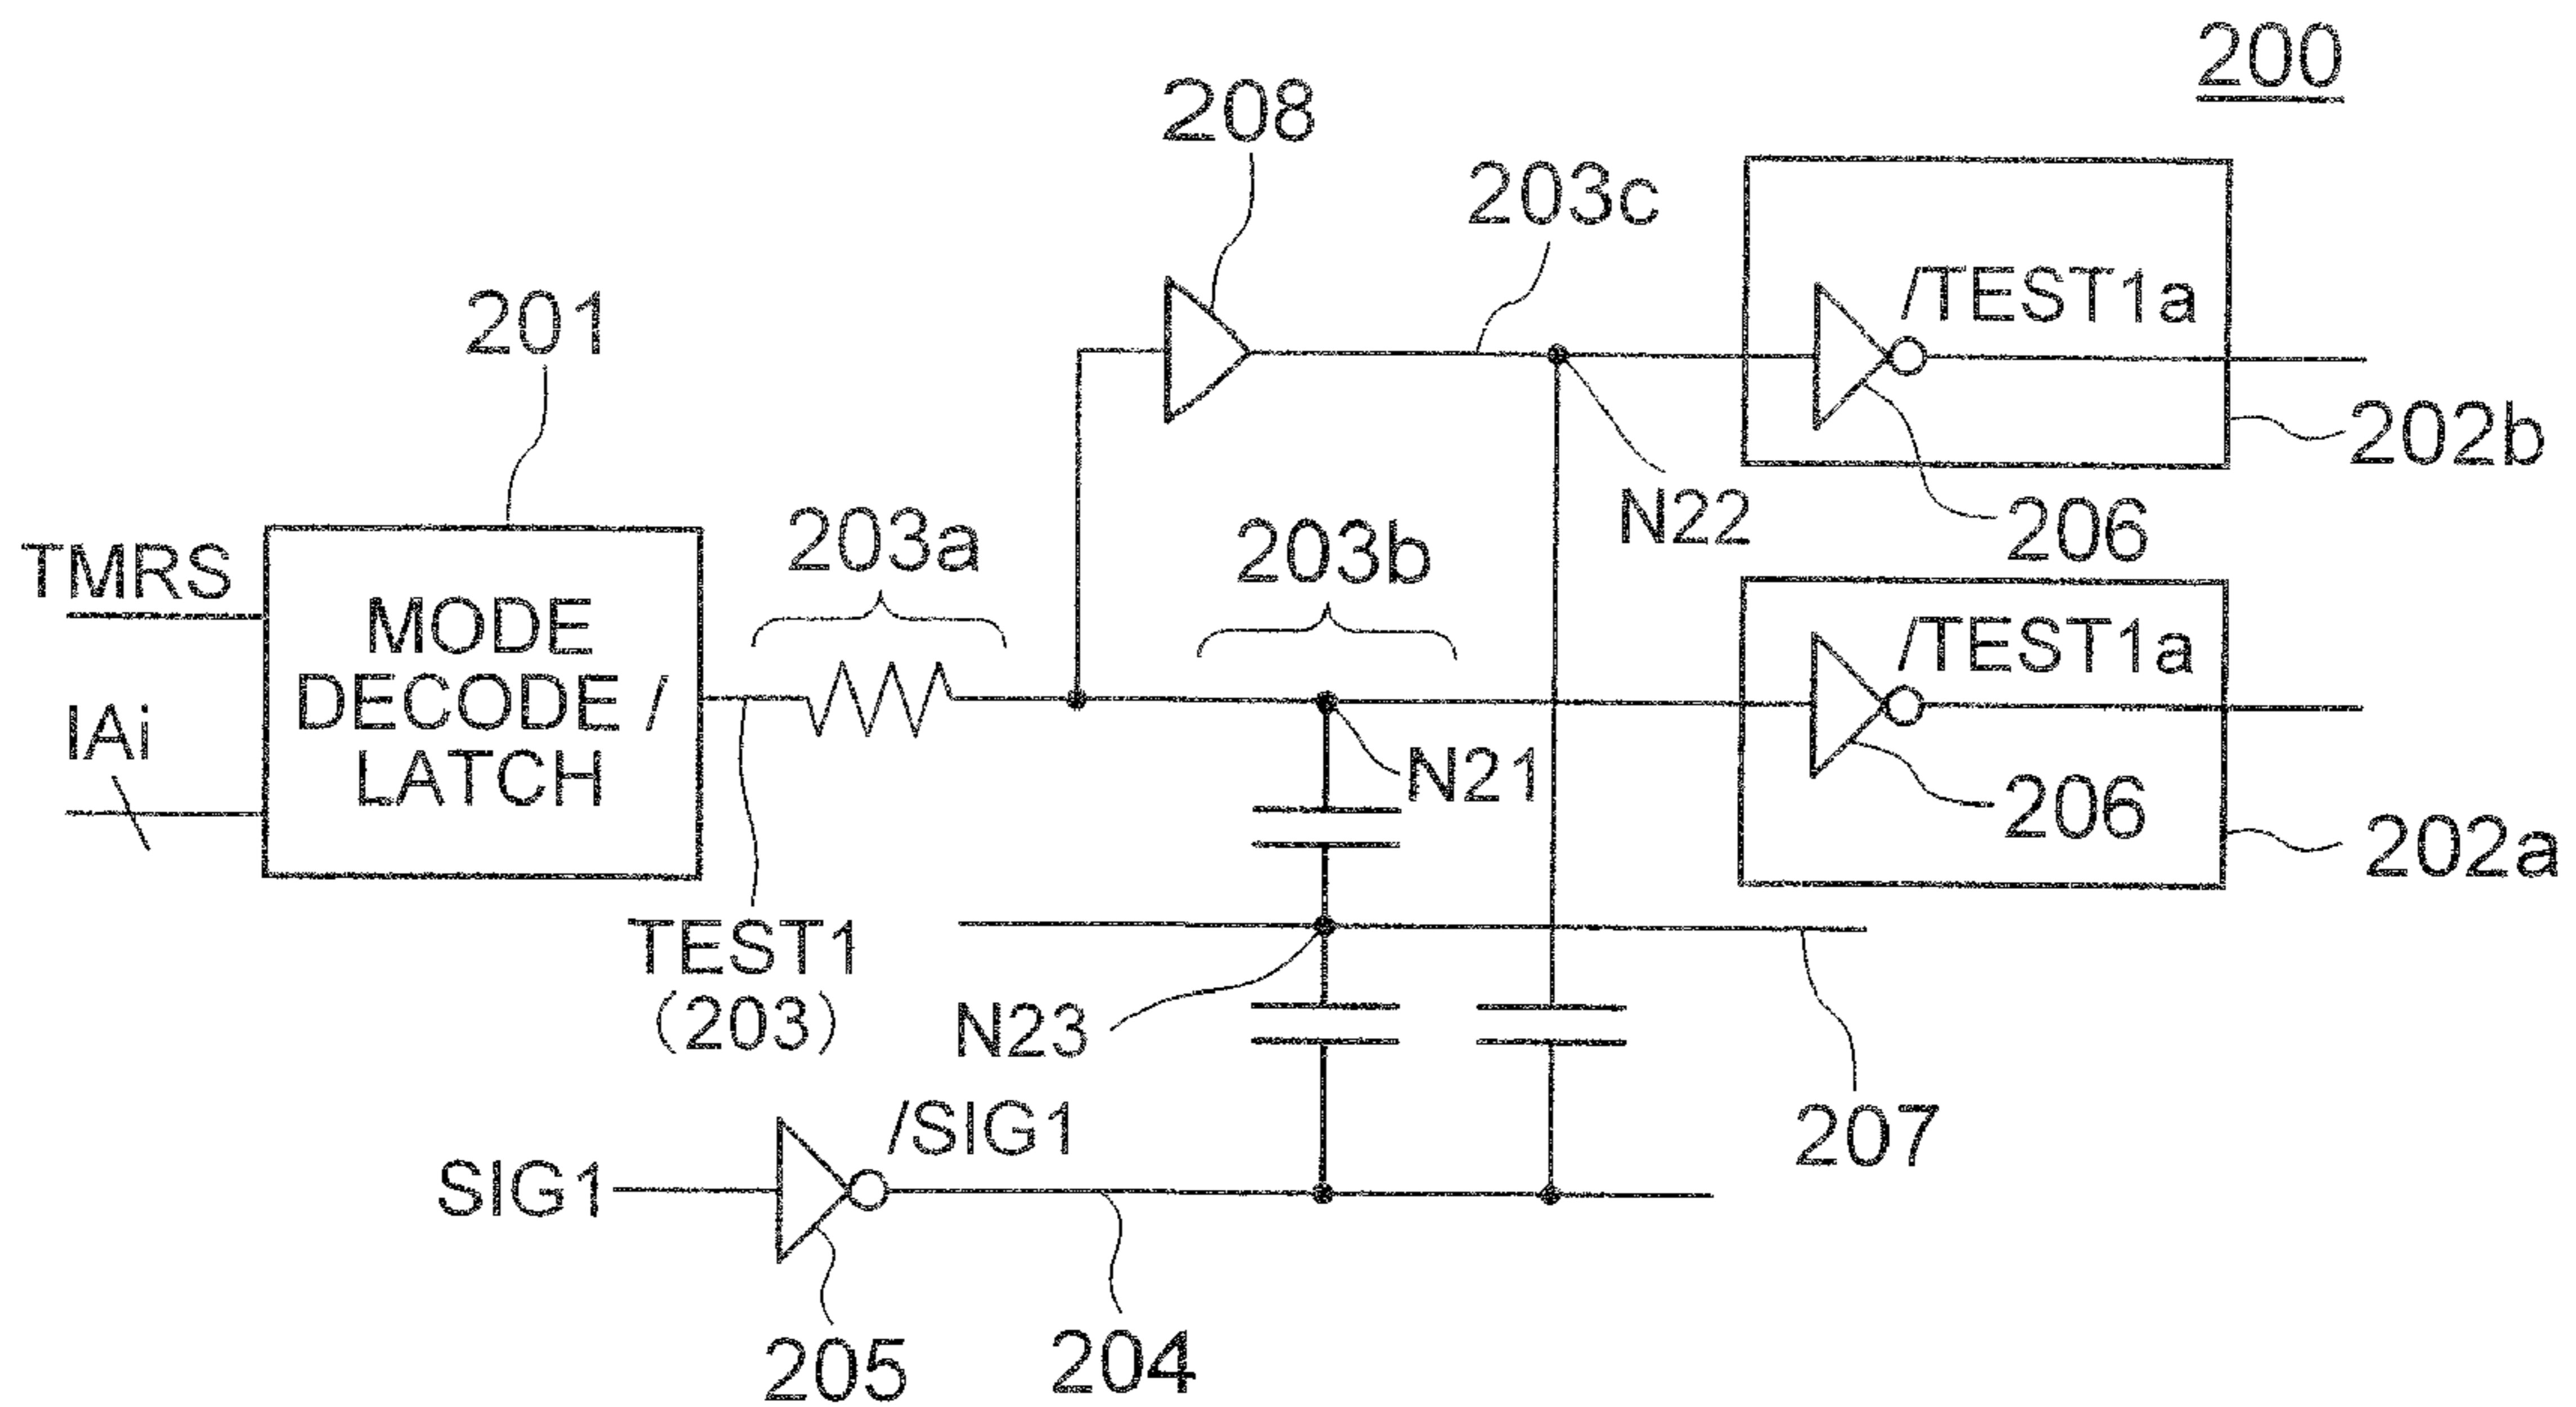 200
208
203c
/TEST1a
201
202b
N22
206
203a
203b
TMRS
MODE
DECODE /
LATCH
/TEST1a
IAi
N21
206
202a
TEST1
(203)
N23
/SIG1
207
SIG1
205
204